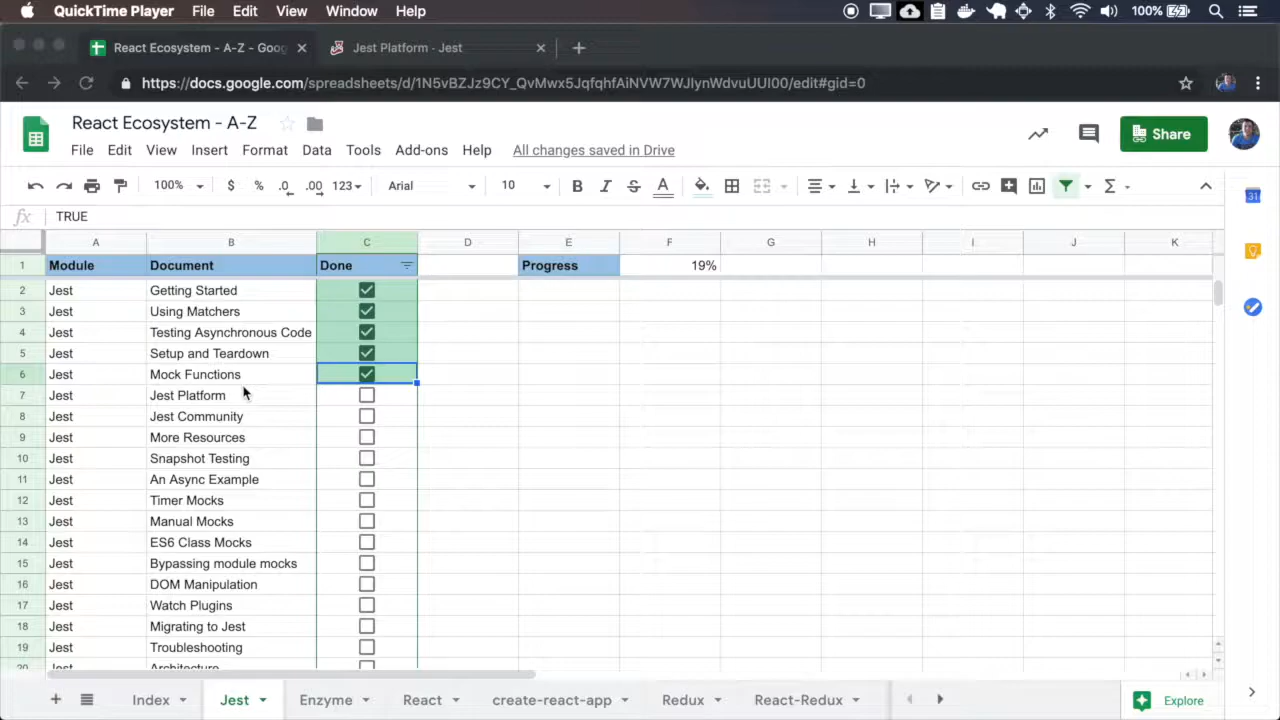 QuickTime Player File Edit View Window Help 100%
React Ecosystem - A-Z - Goog Jest Platform · Jest
https://docs.google.com/spreadsheets/d/1N5vBZJz9CY_QvMwx5JqfqhfAiNVW7WJIynWdvuUUI00/edit#gid=0
React Ecosystem - A-Z
Share
File Edit View Insert Format Data Tools Add-ons Help All changes saved in Drive
100% $ % .0 .00 123 Arial 10 B I S A Σ
31
fx TRUE
A B C D E F G H I J K
1 Module Document Done Progress 19%
2 Jest Getting Started
3 Jest Using Matchers
4 Jest Testing Asynchronous Code
5 Jest Setup and Teardown
6 Jest Mock Functions
7 Jest Jest Platform
8 Jest Jest Community
9 Jest More Resources
10 Jest Snapshot Testing
11 Jest An Async Example
12 Jest Timer Mocks
13 Jest Manual Mocks
14 Jest ES6 Class Mocks
15 Jest Bypassing module mocks
16 Jest DOM Manipulation
17 Jest Watch Plugins
18 Jest Migrating to Jest
19 Jest Troubleshooting
20 Jest Architecture
Index Jest Enzyme React create-react-app Redux React-Redux Explore